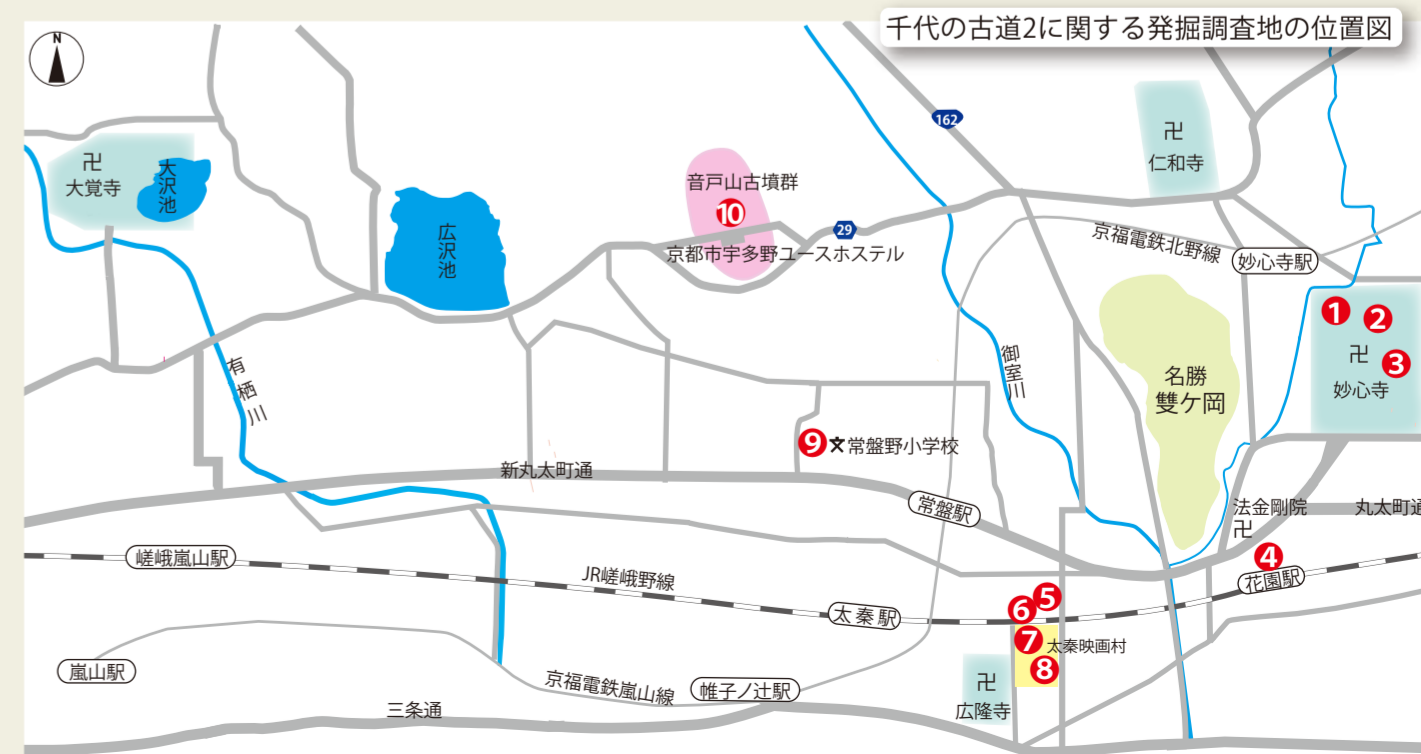 千代の古道2に関する発掘調査地の位置図
N
162
卍
仁和寺
卍
大覚寺
大沢池
音戸山古墳群
10
広沢池
29
京都市宇多野ユースホステル
京福電鉄北野線
妙心寺駅
1
2
卍
3
妙心寺
有栖川
御室川
名勝
雙ケ岡
9
文常盤野小学校
新丸太町通
常盤駅
法金剛院
卍
丸太町通
4
花園駅
嵯峨嵐山駅
JR嵯峨野線
太秦駅
5
6
7
太秦映画村
8
嵐山駅
京福電鉄嵐山線
帷子ノ辻駅
卍
広隆寺
三条通